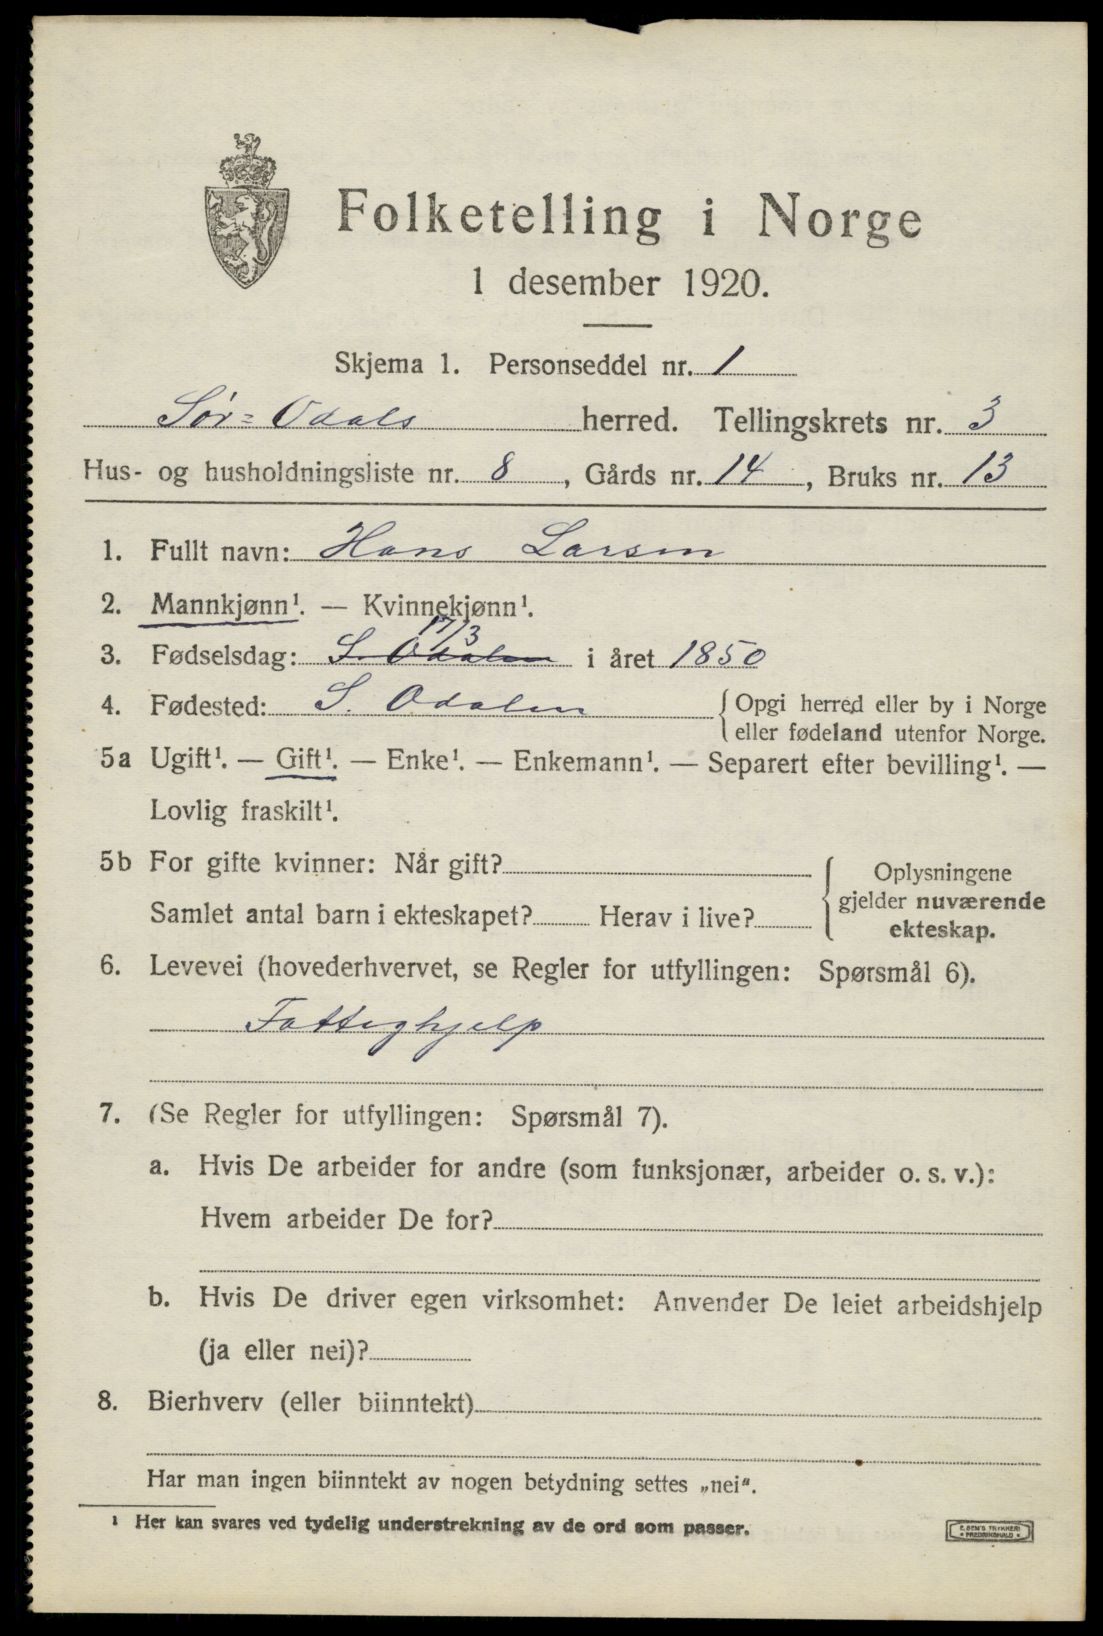 Folketelling i Norge
1 desember 1920.
Skjema 1. Personseddel nr. 1
Sør-Odals herred. Tellingskrets nr. 3
Hus- og husholdningsliste nr. 8, Gårds nr. 14, Bruks nr. 13
1. Fullt navn: Hans Larsen
2. Mannkjønn¹. — Kvinnekjønn¹.
17/3
3. Fødselsdag: S. Odalen i året 1850
4. Fødested: S. Odalen {Opgi herred eller by i Norge
eller fødeland utenfor Norge.
5a Ugift¹. — Gift¹. — Enke¹. — Enkemann¹. — Separert efter bevilling¹. —
Lovlig fraskilt¹.
5b For gifte kvinner: Når gift?
Samlet antal barn i ekteskapet? Herav i live?
{Oplysningene
gjelder nuværende
ekteskap.
6. Levevei (hovederhvervet, se Regler for utfyllingen: Spørsmål 6).
Fattighjelp
7. (Se Regler for utfyllingen: Spørsmål 7).
a. Hvis De arbeider for andre (som funksjonær, arbeider o. s. v.):
Hvem arbeider De for?
b. Hvis De driver egen virksomhet: Anvender De leiet arbeidshjelp
(ja eller nei)?
8. Bierhverv (eller biinntekt)
Har man ingen biinntekt av nogen betydning settes „nei“.
¹ Her kan svares ved tydelig understrekning av de ord som passer.
E. SEM'S TRYKKERI
FREDRIKSHALD